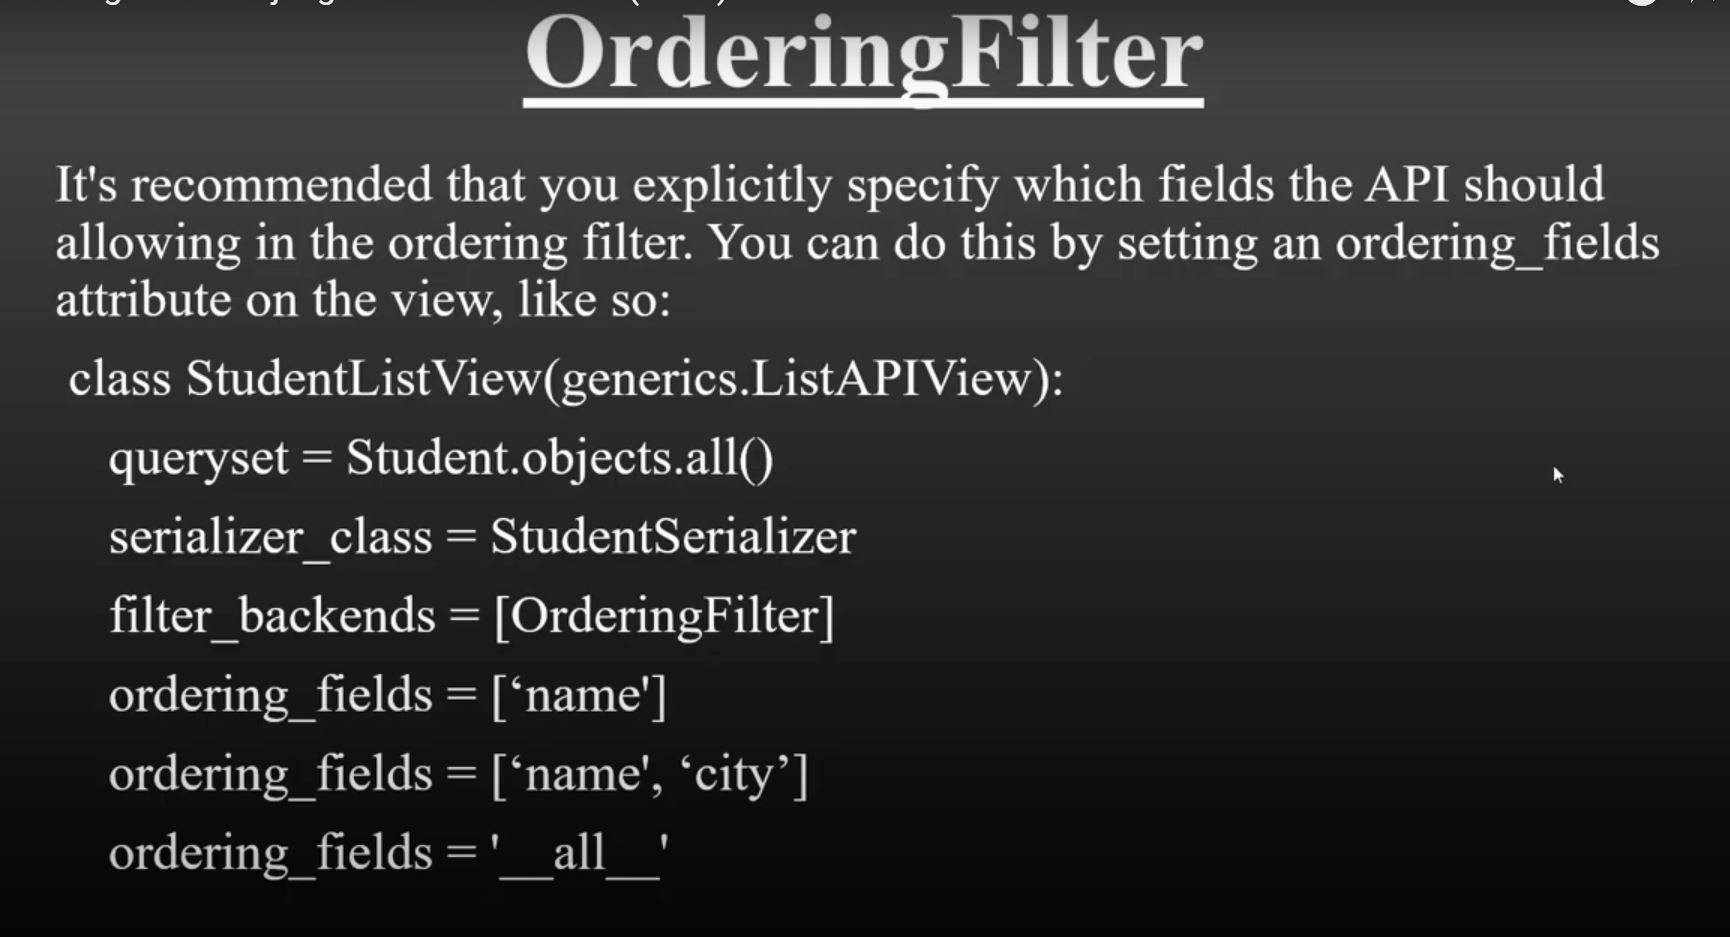 OrderingFilter
It's recommended that you explicitly specify which fields the API should
allowing in the ordering filter. You can do this by setting an ordering_fields
attribute on the view, like so:
class StudentListView(generics.ListAPIView):
queryset = Student.objects.all()
serializer_class = StudentSerializer
filter_backends = [OrderingFilter]
ordering_fields = [‘name']
ordering_fields = [‘name', ‘city’]
ordering_fields = '__all__'